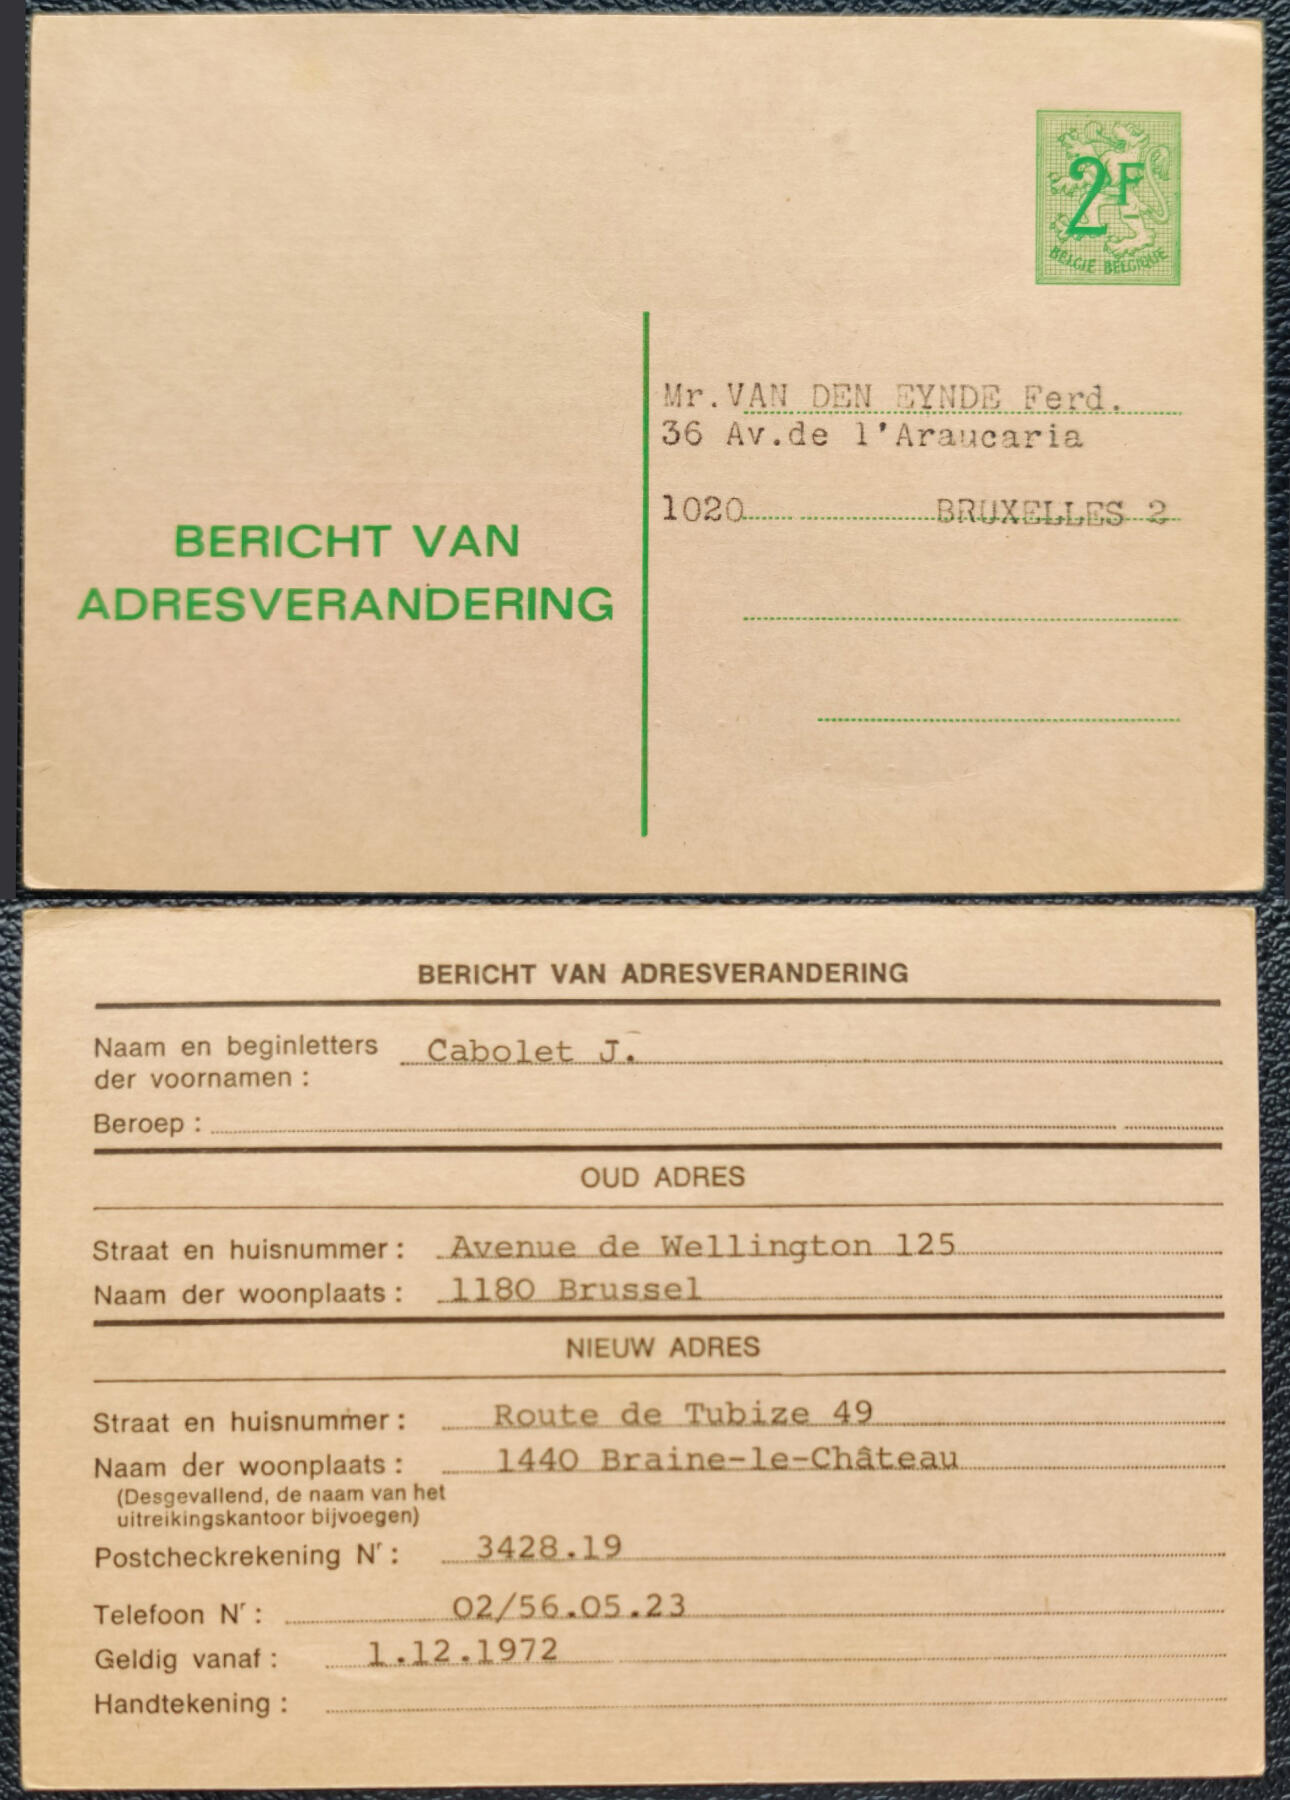 2F
BELGIE BELGIQUE
Mr.VAN DEN EYNDE Ferd.
36 Av.de l'Araucaria
1020 BRUXELLES 2
BERICHT VAN
ADRESVERANDERING
BERICHT VAN ADRESVERANDERING
Naam en beginletters Cabolet J.
der voornamen :
Beroep :
OUD ADRES
Straat en huisnummer : Avenue de Wellington 125
Naam der woonplaats : 1180 Brussel
NIEUW ADRES
Straat en huisnummer : Route de Tubize 49
Naam der woonplaats : 1440 Braine-le-Château
(Desgevallend, de naam van het
uitreikingskantoor bijvoegen)
Postcheckrekening Nr : 3428.19
Telefoon Nr : 02/56.05.23
Geldig vanaf : 1.12.1972
Handtekening :